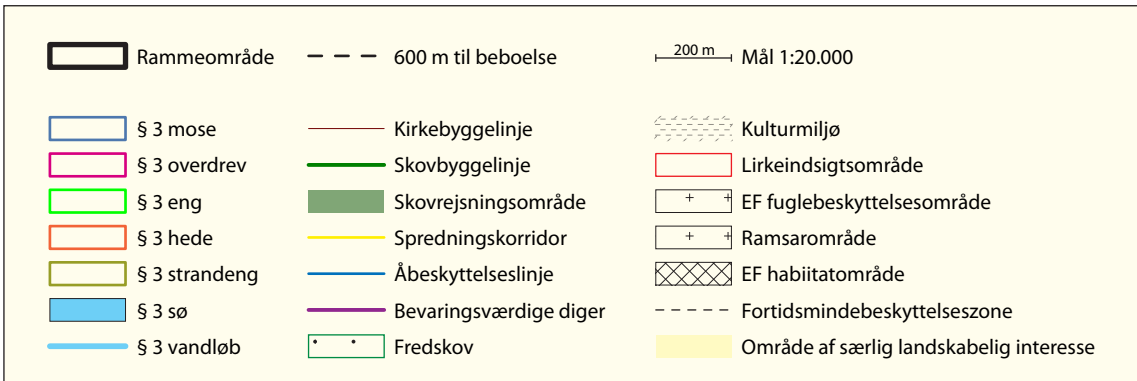 Rammeområde
600 m til beboelse
200 m
Mål 1:20.000
§ 3 mose
§ 3 overdrev
§ 3 eng
§ 3 hede
§ 3 strandeng
§ 3 sø
§ 3 vandløb
Kirkebyggelinje
Skovbyggelinje
Skovrejsningsområde
Spredningskorridor
Åbeskyttelseslinje
Bevaringsværdige diger
Fredskov
Kulturmiljø
Lirkeindsigtsområde
EF fuglebeskyttelsesområde
Ramsarområde
EF habiitatområde
Fortidsmindebeskyttelseszone
Område af særlig landskabelig interesse